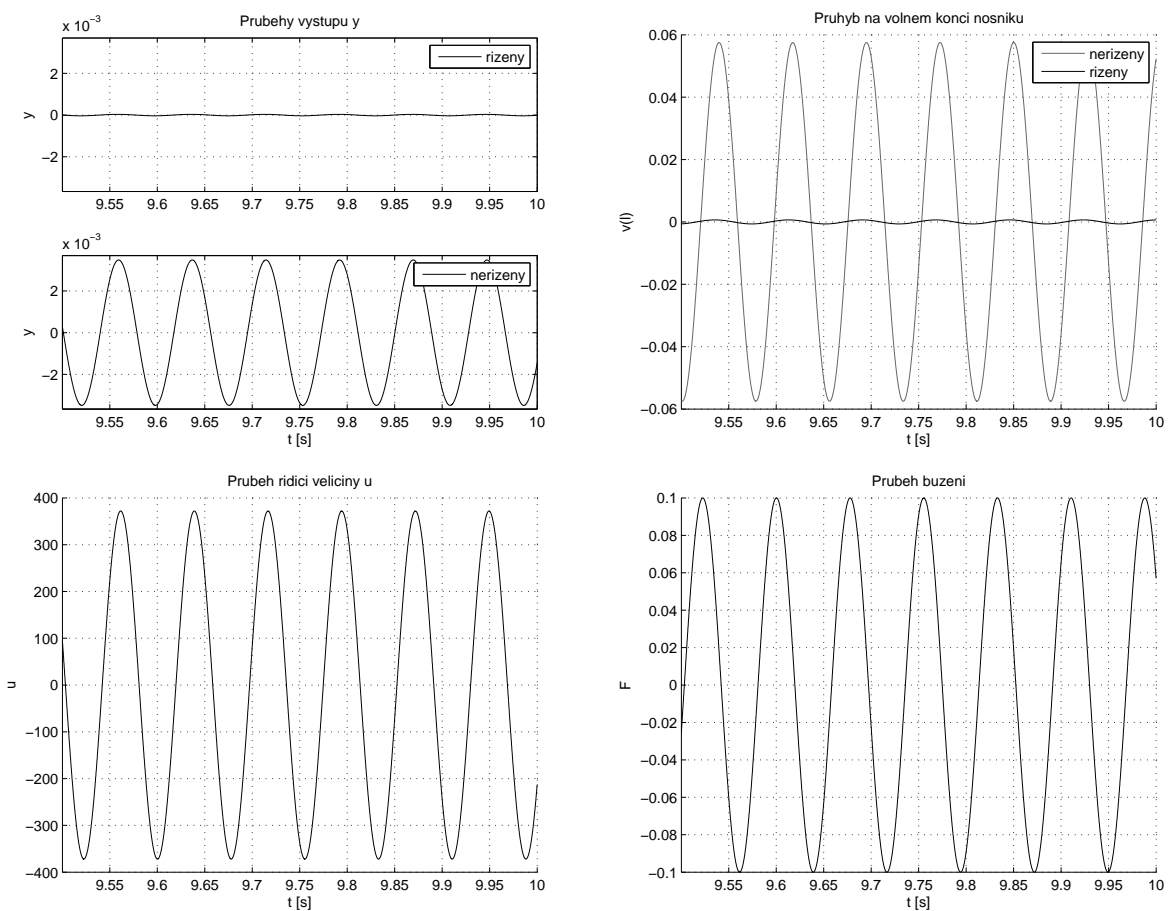 Prubehy vystupu y
x 10⁻³
rizeny
2
0
−2
y
9.55 9.6 9.65 9.7 9.75 9.8 9.85 9.9 9.95 10
x 10⁻³
nerizeny
2
0
−2
y
9.55 9.6 9.65 9.7 9.75 9.8 9.85 9.9 9.95 10
t [s]
Pruhyb na volnem konci nosniku
nerizeny
rizeny
0.06
0.04
0.02
0
−0.02
−0.04
−0.06
v(l)
9.55 9.6 9.65 9.7 9.75 9.8 9.85 9.9 9.95 10
t [s]
Prubeh ridici veliciny u
400
300
200
100
0
−100
−200
−300
−400
u
9.55 9.6 9.65 9.7 9.75 9.8 9.85 9.9 9.95 10
t [s]
Prubeh buzeni
0.1
0.08
0.06
0.04
0.02
0
−0.02
−0.04
−0.06
−0.08
−0.1
F
9.55 9.6 9.65 9.7 9.75 9.8 9.85 9.9 9.95 10
t [s]